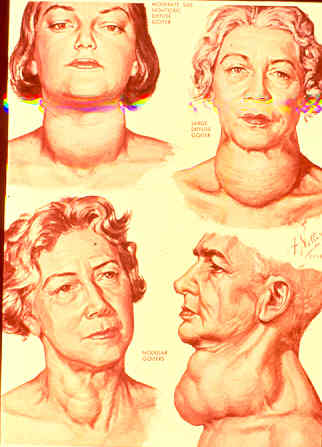 MODERATE SIZE
NONTOXIC
DIFFUSE
GOITER
LARGE
DIFFUSE
GOITER
NODULAR
GOITERS